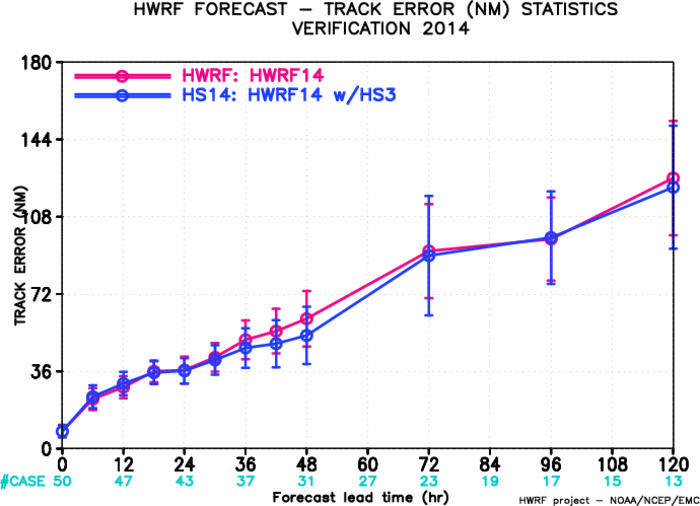 HWRF FORECAST – TRACK ERROR (NM) STATISTICS
VERIFICATION 2014
HWRF: HWRF14
HS14: HWRF14 w/HS3
TRACK ERROR (NM)
180
144
108
72
36
0
0 12 24 36 48 60 72 84 96 108 120
#CASE 50 47 43 37 31 27 23 19 17 15 13
Forecast lead time (hr)
HWRF project – NOAA/NCEP/EMC